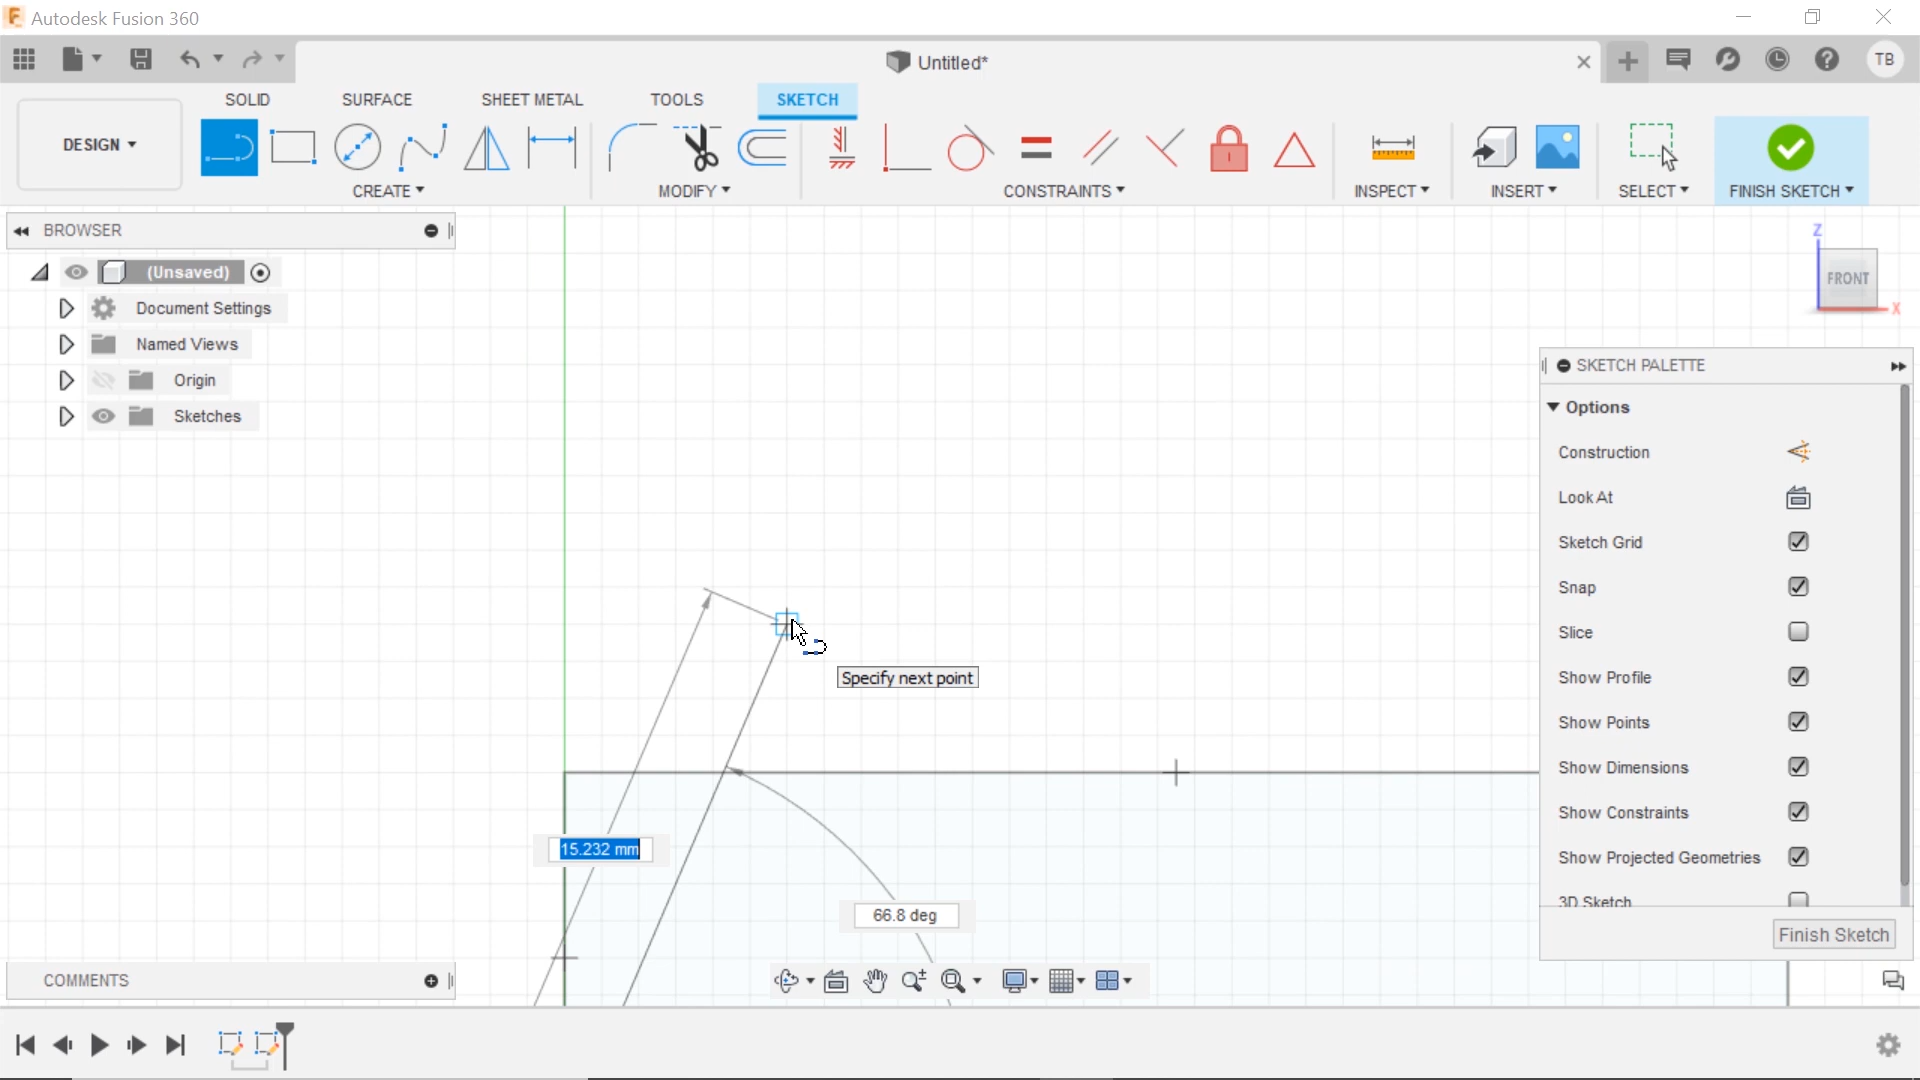 Autodesk Fusion 360
Untitled*
TB
DESIGN
SOLID
SURFACE
SHEET METAL
TOOLS
SKETCH
CREATE
MODIFY
CONSTRAINTS
INSPECT
INSERT
SELECT
FINISH SKETCH
BROWSER
(Unsaved)
Document Settings
Named Views
Origin
Sketches
Z
FRONT
X
SKETCH PALETTE
Options
Construction
Look At
Sketch Grid
Snap
Slice
Show Profile
Show Points
Show Dimensions
Show Constraints
Show Projected Geometries
3D Sketch
Finish Sketch
Specify next point
15.232 mm
66.8 deg
COMMENTS